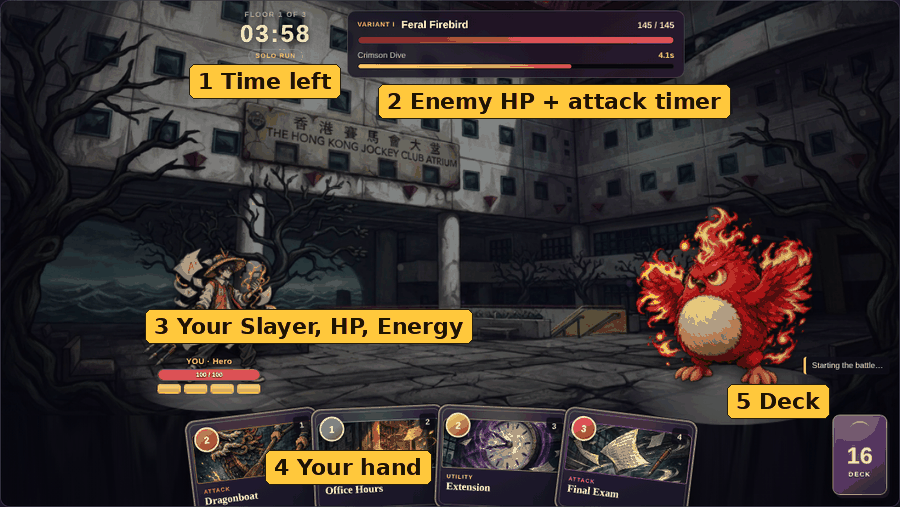 FLOOR 1 OF 3
03:58
SOLO RUN
VARIANT I Feral Firebird 145 / 145
Crimson Dive 4.1s
1 Time left
2 Enemy HP + attack timer
香港賽馬會大堂
THE HONG KONG JOCKEY CLUB ATRIUM
3 Your Slayer, HP, Energy
YOU · Hero
100 / 100
Starting the battle...
5 Deck
4 Your hand
2 1
ATTACK
Dragonboat
1 2
Office Hours
2 3
UTILITY
Extension
3 4
ATTACK
Final Exam
16
DECK